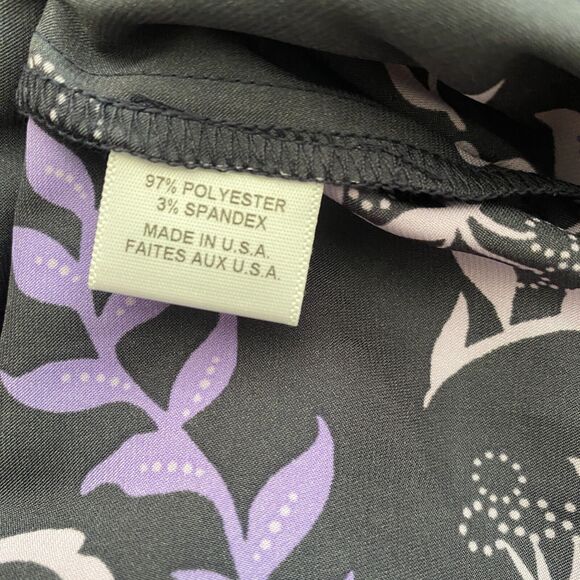 97% POLYESTER
3% SPANDEX
MADE IN U.S.A.
FAITES AUX U.S.A.